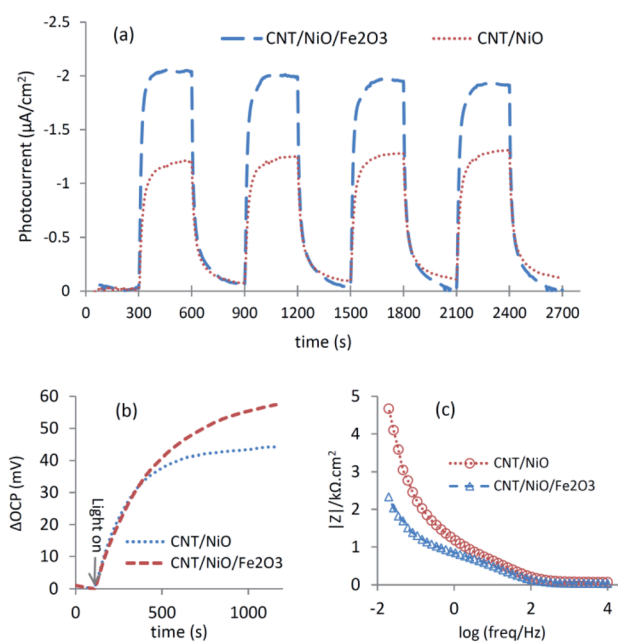 (a)
CNT/NiO/Fe2O3 CNT/NiO
Photocurrent (µA/cm²)
-2.5
-2
-1.5
-1
-0.5
0
0 300 600 900 1200 1500 1800 2100 2400 2700
time (s)
(b)
ΔOCP (mV)
60
50
40
30
20
10
0
Light on
CNT/NiO
CNT/NiO/Fe2O3
0 500 1000
time (s)
(c)
|Z|/kΩ.cm²
5
4
3
2
1
0
CNT/NiO
CNT/NiO/Fe2O3
-2 0 2 4
log (freq/Hz)